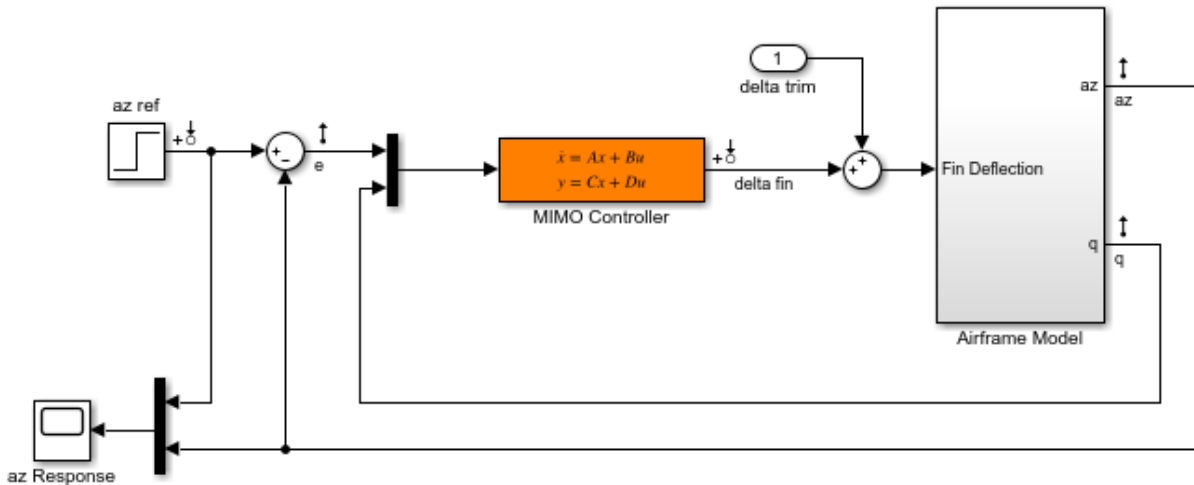 az ref
+
+
−
e
ẋ = Ax + Bu
y = Cx + Du
MIMO Controller
+
delta fin
1
delta trim
+
+
Fin Deflection
az
az
q
q
Airframe Model
az Response